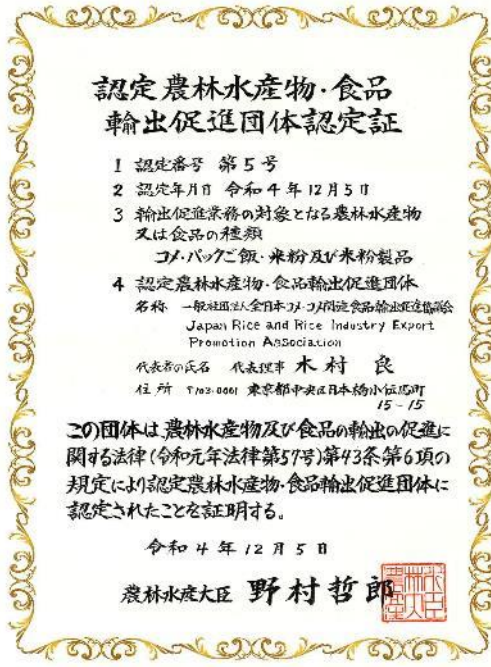 認定農林水産物・食品
輸出促進団体認定証
1 認定番号 第5号
2 認定年月日 令和4年12月5日
3 輸出促進業務の対象となる農林水産物
又は食品の種類
コメ・パックご飯・米粉及び米粉製品
4 認定農林水産物・食品輸出促進団体
名称 一般社団法人全日本コメ・コメ関連食品輸出促進協議会
Japan Rice and Rice Industry Export
Promotion Association
代表者の氏名 代表理事 木村 良
住所 〒103-0001 東京都中央区日本橋小伝馬町
15-15
この団体は、農林水産物及び食品の輸出の促進に
関する法律(令和元年法律第57号)第43条第6項の
規定により認定農林水産物・食品輸出促進団体に
認定されたことを証明する。
令和4年12月5日
農林水産大臣 野村哲郎